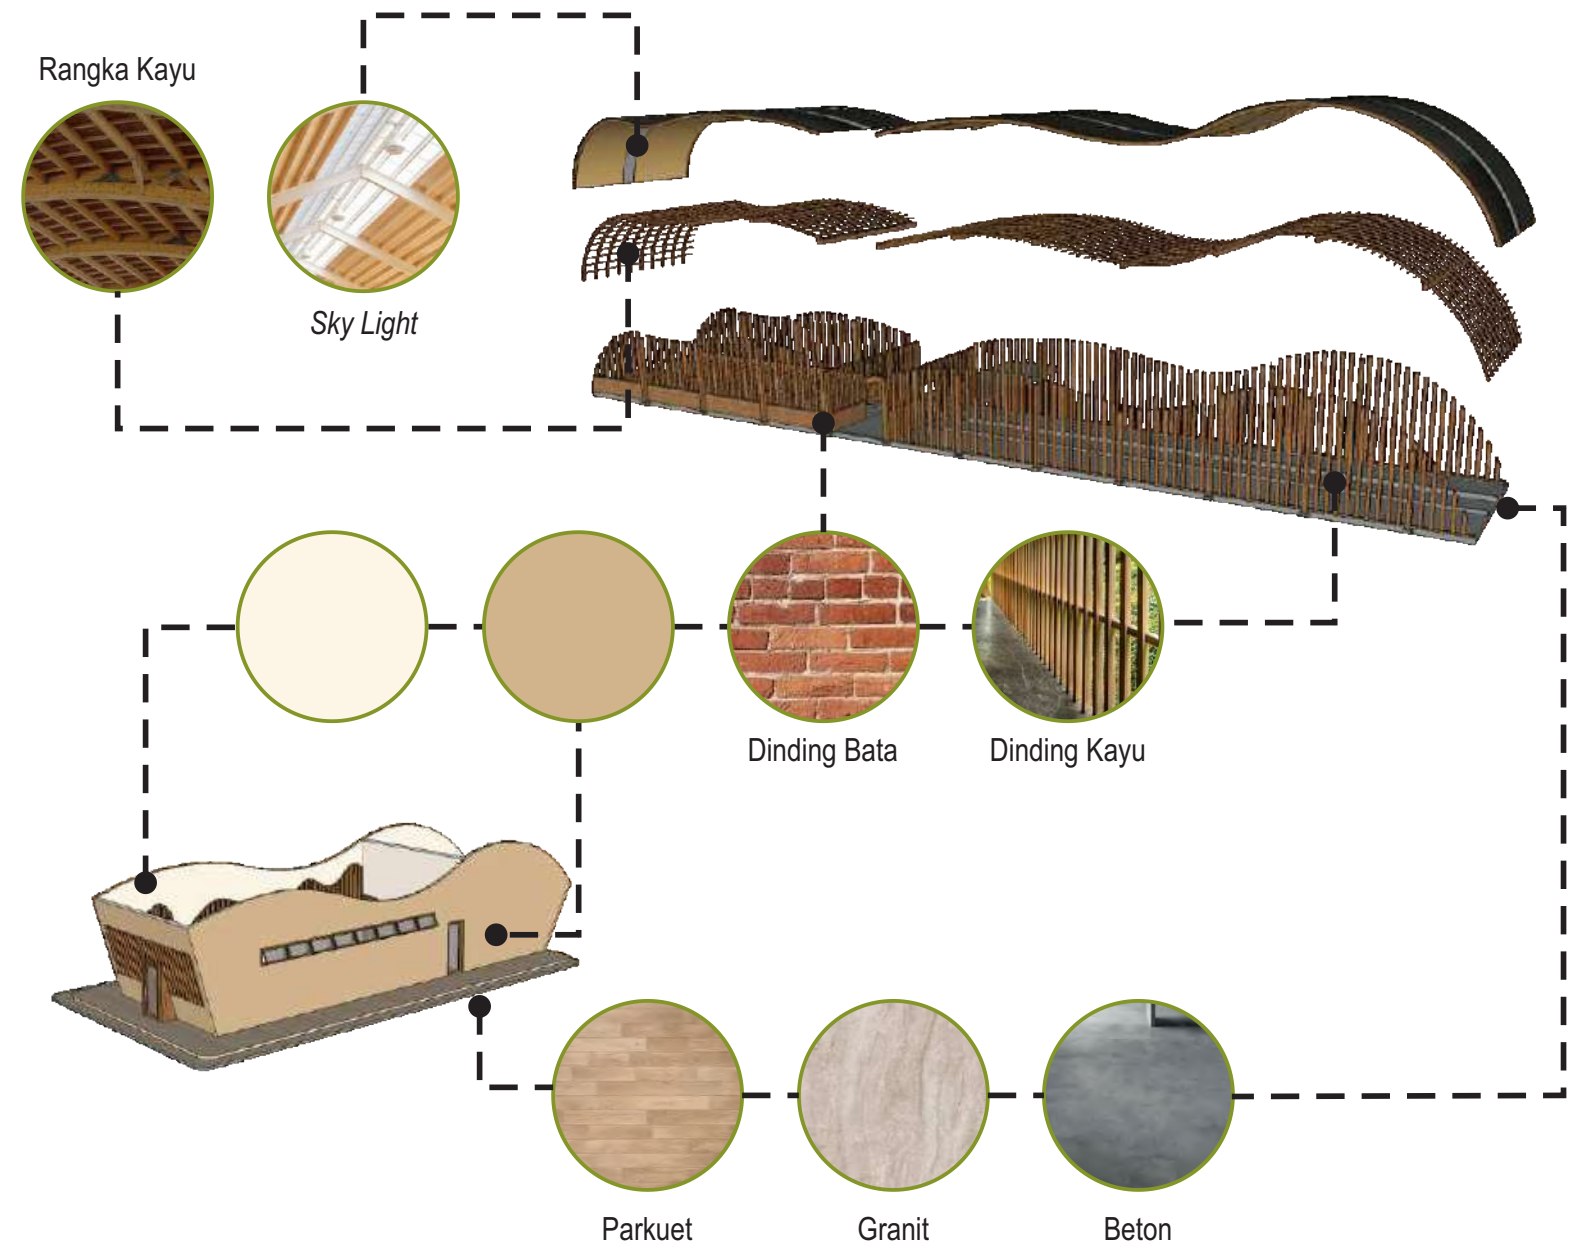 Rangka Kayu
Sky Light
Dinding Bata
Dinding Kayu
Parkuet
Granit
Beton